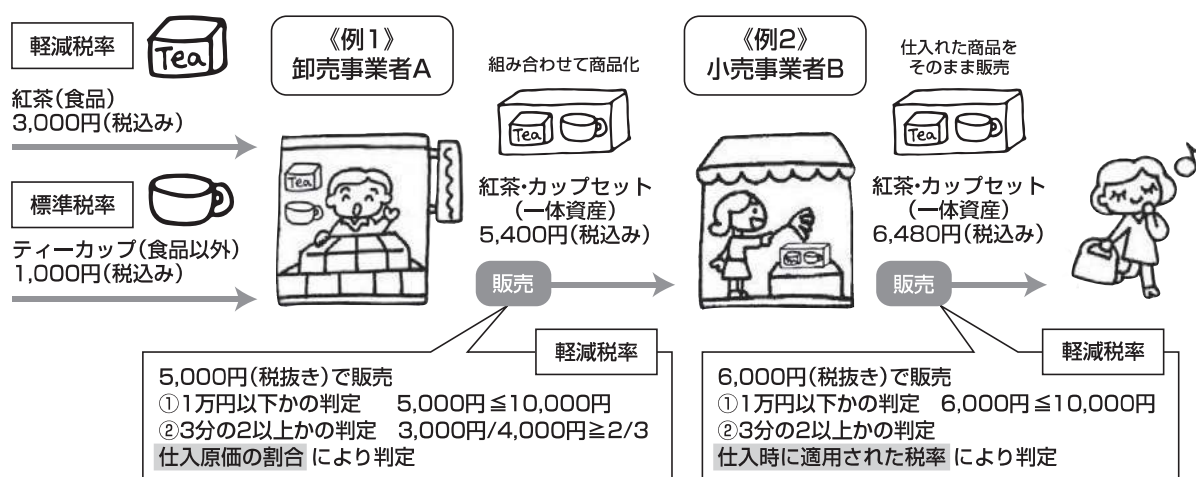 軽減税率
Tea
紅茶(食品)
3,000円(税込み)
標準税率
ティーカップ(食品以外)
1,000円(税込み)
《例1》
卸売事業者A
Tea
組み合わせて商品化
Tea
紅茶・カップセット
(一体資産)
5,400円(税込み)
販売
軽減税率
5,000円(税抜き)で販売
①1万円以下かの判定 5,000円≦10,000円
②3分の2以上かの判定 3,000円/4,000円≧2/3
仕入原価の割合 により判定
《例2》
小売事業者B
仕入れた商品を
そのまま販売
Tea
紅茶・カップセット
(一体資産)
6,480円(税込み)
販売
軽減税率
6,000円(税抜き)で販売
①1万円以下かの判定 6,000円≦10,000円
②3分の2以上かの判定
仕入時に適用された税率 により判定